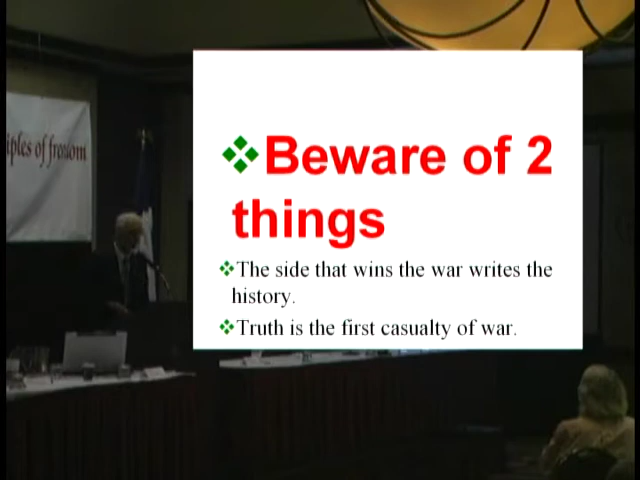 iples of freedom
Beware of 2
things
The side that wins the war writes the
history.
Truth is the first casualty of war.